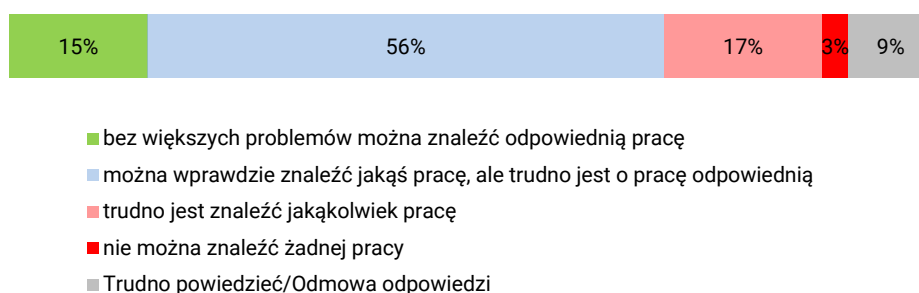 15% 56% 17% 3% 9%
bez większych problemów można znaleźć odpowiednią pracę
można wprawdzie znaleźć jakąś pracę, ale trudno jest o pracę odpowiednią
trudno jest znaleźć jakąkolwiek pracę
nie można znaleźć żadnej pracy
Trudno powiedzieć/Odmowa odpowiedzi